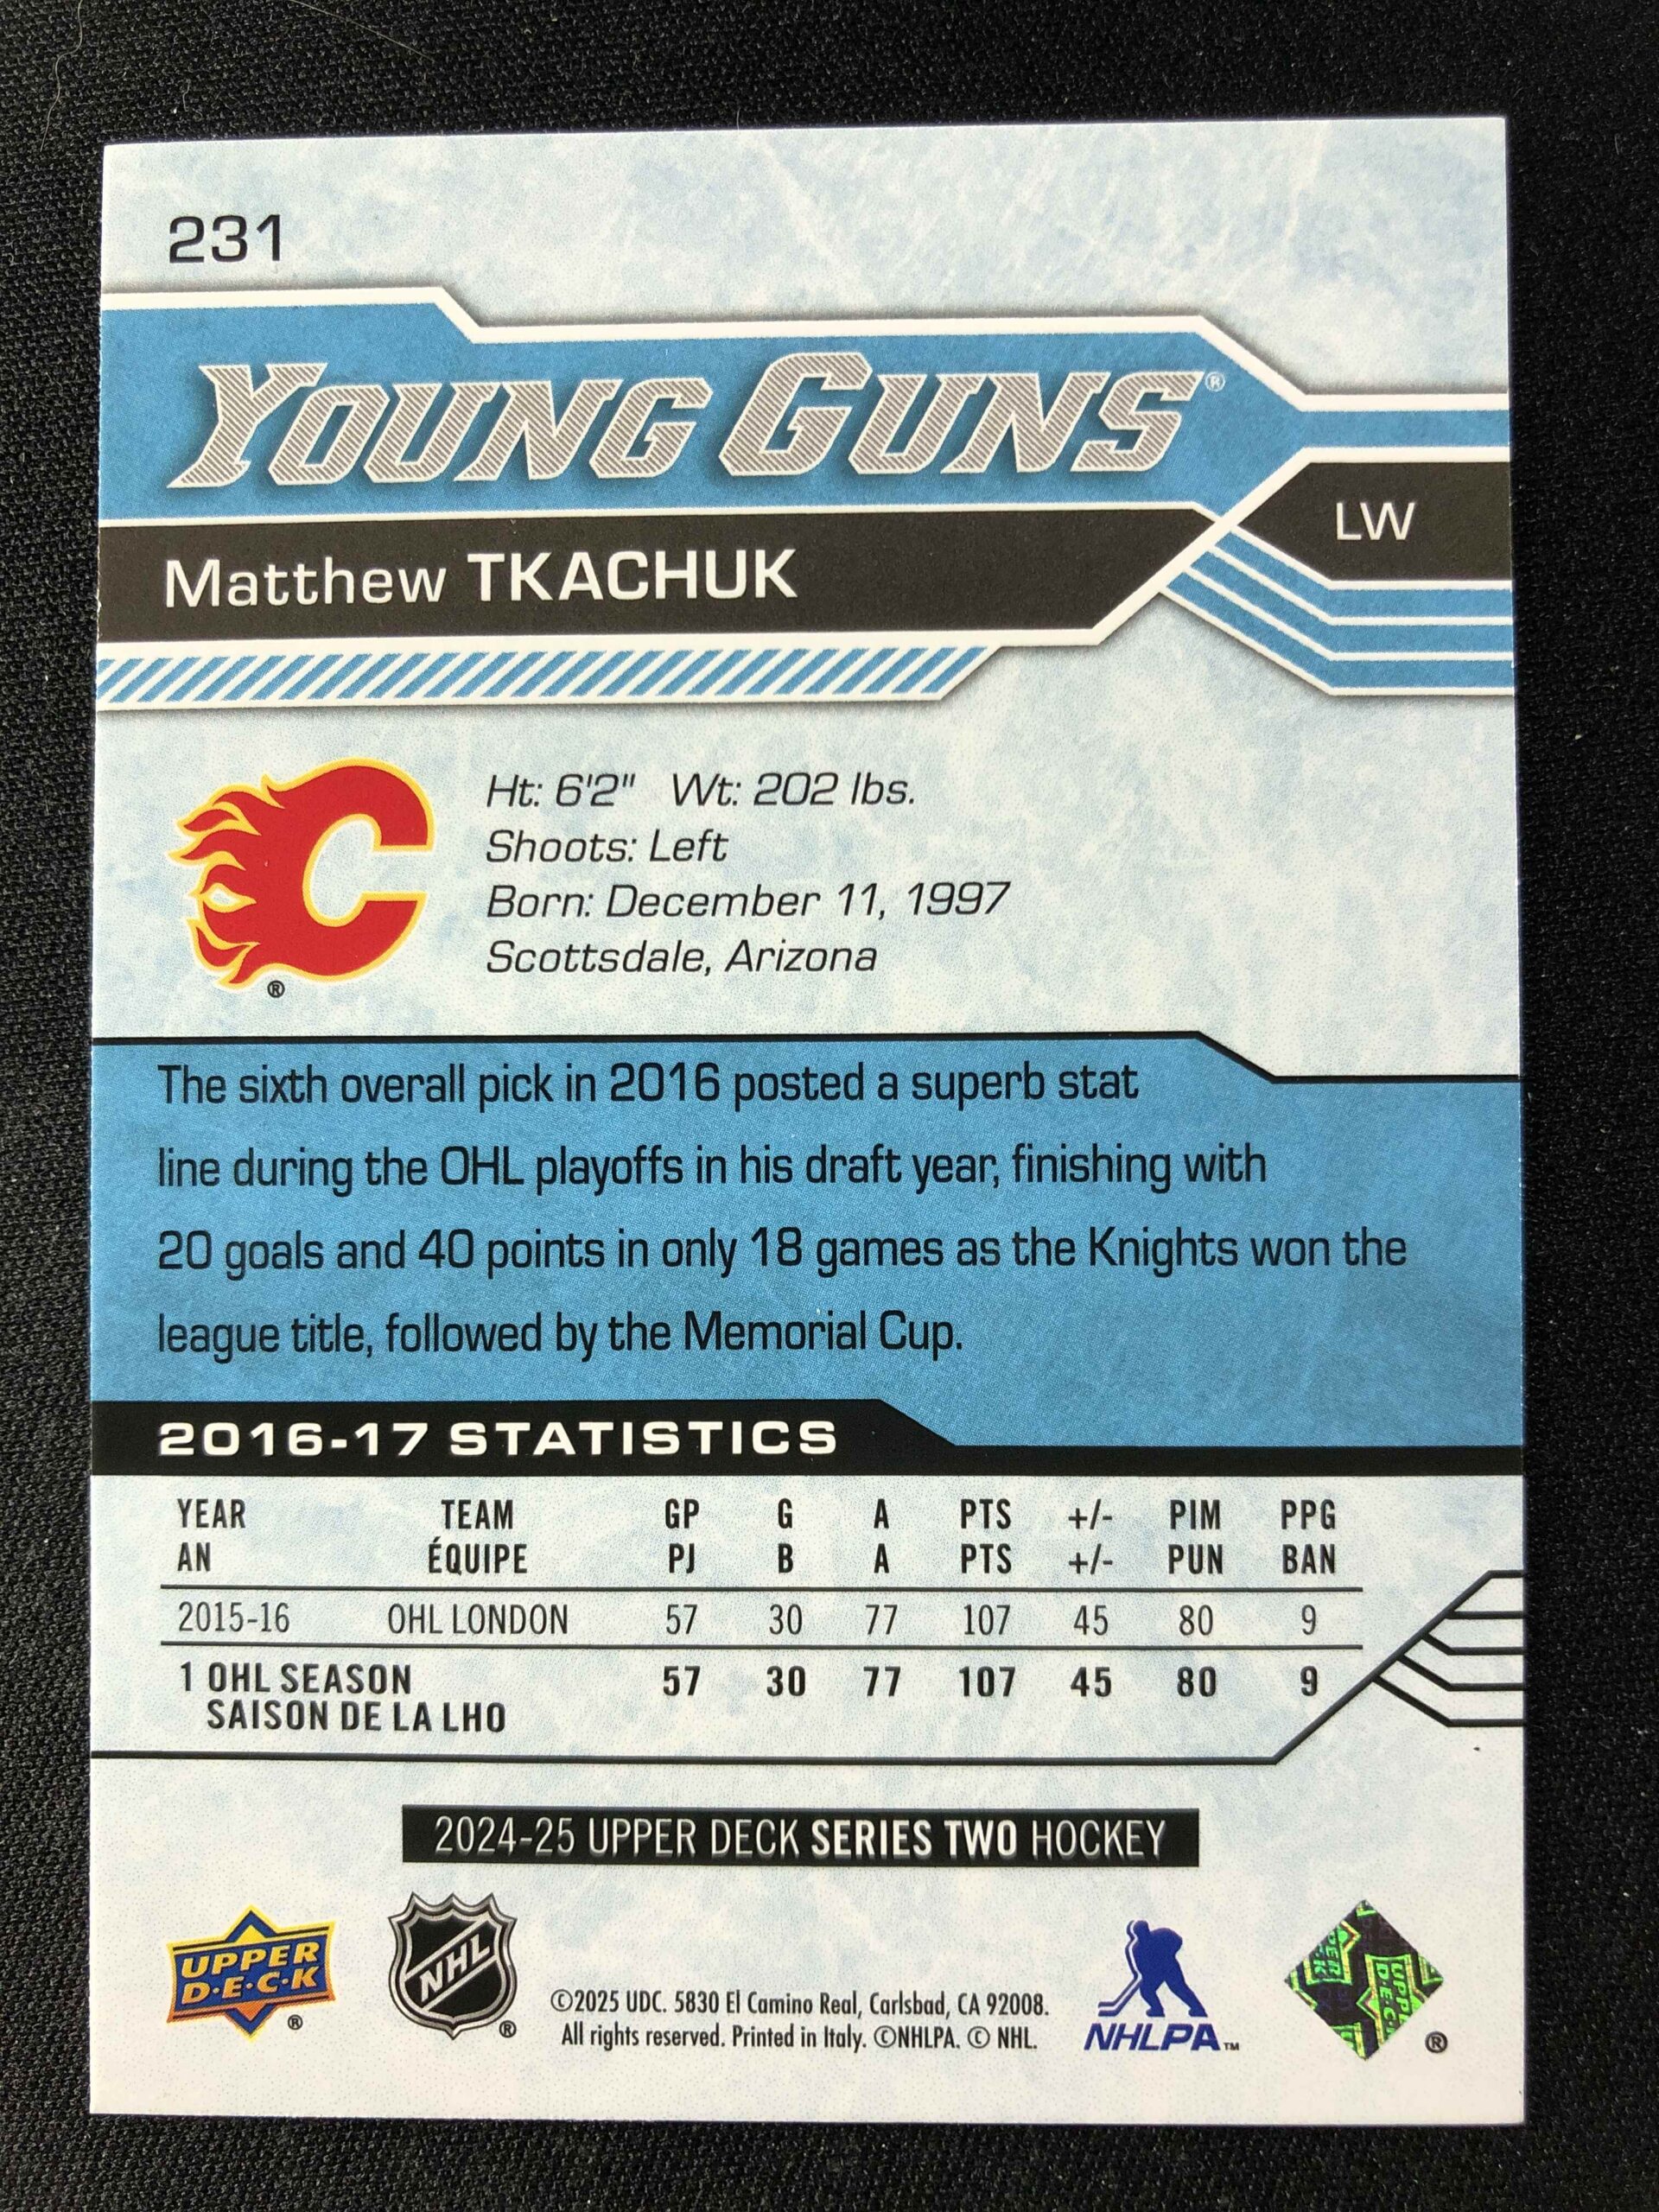 231
YOUNG GUNS®
LW
Matthew TKACHUK
Ht: 6'2" Wt: 202 lbs.
Shoots: Left
Born: December 11, 1997
Scottsdale, Arizona
®
The sixth overall pick in 2016 posted a superb stat
line during the OHL playoffs in his draft year, finishing with
20 goals and 40 points in only 18 games as the Knights won the
league title, followed by the Memorial Cup.
2016-17 STATISTICS
YEAR TEAM GP G A PTS +/- PIM PPG
AN ÉQUIPE PJ B A PTS +/- PUN BAN
2015-16 OHL LONDON 57 30 77 107 45 80 9
1 OHL SEASON 57 30 77 107 45 80 9
SAISON DE LA LHO
2024-25 UPPER DECK SERIES TWO HOCKEY
UPPER
D·E·C·K
®
NHL
®
©2025 UDC. 5830 El Camino Real, Carlsbad, CA 92008.
All rights reserved. Printed in Italy. ©NHLPA. © NHL.
NHLPA™
®